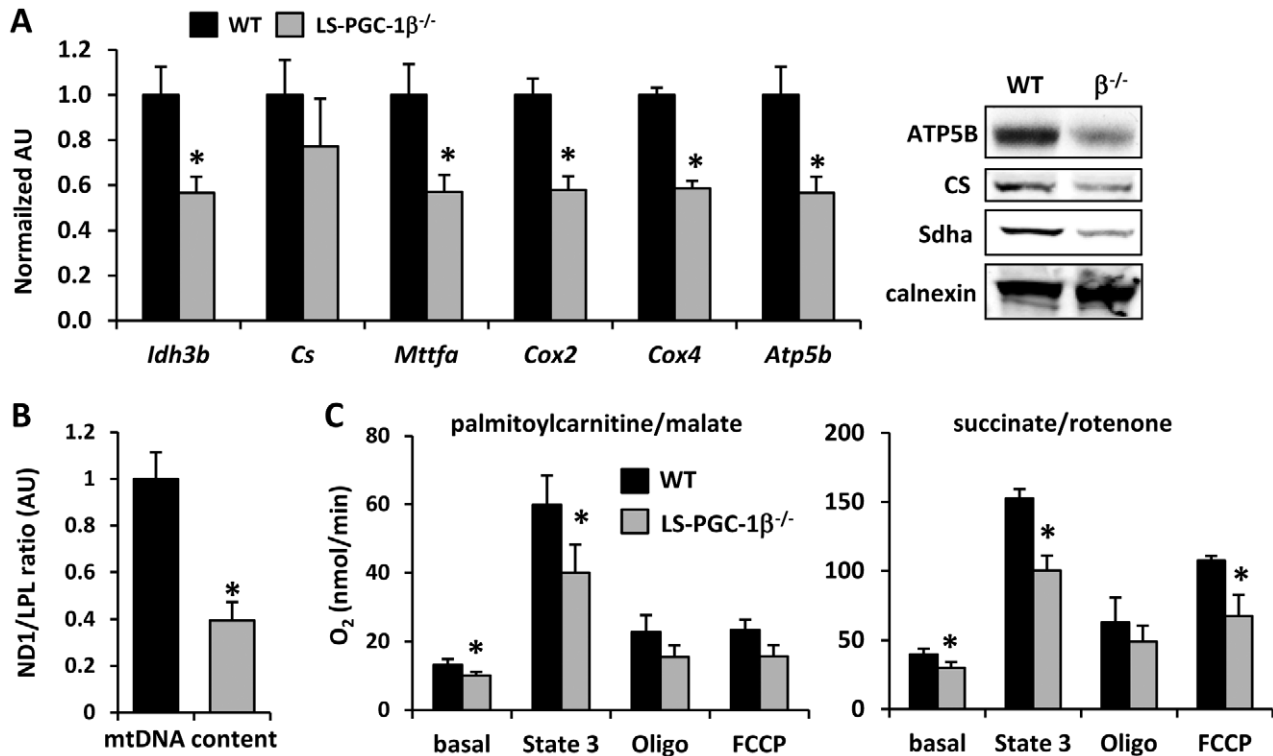 A
WT LS-PGC-1β-/-
Normailzed AU
1.2
1.0
0.8
0.6
0.4
0.2
0.0
* * * * *
Idh3b Cs Mttfa Cox2 Cox4 Atp5b
WT β-/-
ATP5B
CS
Sdha
calnexin
B
ND1/LPL ratio (AU)
1.2
1
0.8
0.6
0.4
0.2
0
*
mtDNA content
C
palmitoylcarnitine/malate
O2 (nmol/min)
80
60
40
20
0
WT
LS-PGC-1β-/-
* *
basal State 3 Oligo FCCP
succinate/rotenone
200
150
100
50
0
* * *
basal State 3 Oligo FCCP